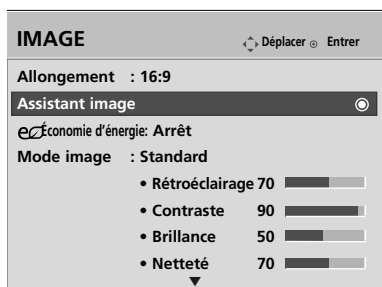 IMAGE Déplacer Entrer
Allongement : 16:9
Assistant image
Économie d'énergie: Arrêt
Mode image : Standard
• Rétroéclairage 70
• Contraste 90
• Brillance 50
• Netteté 70